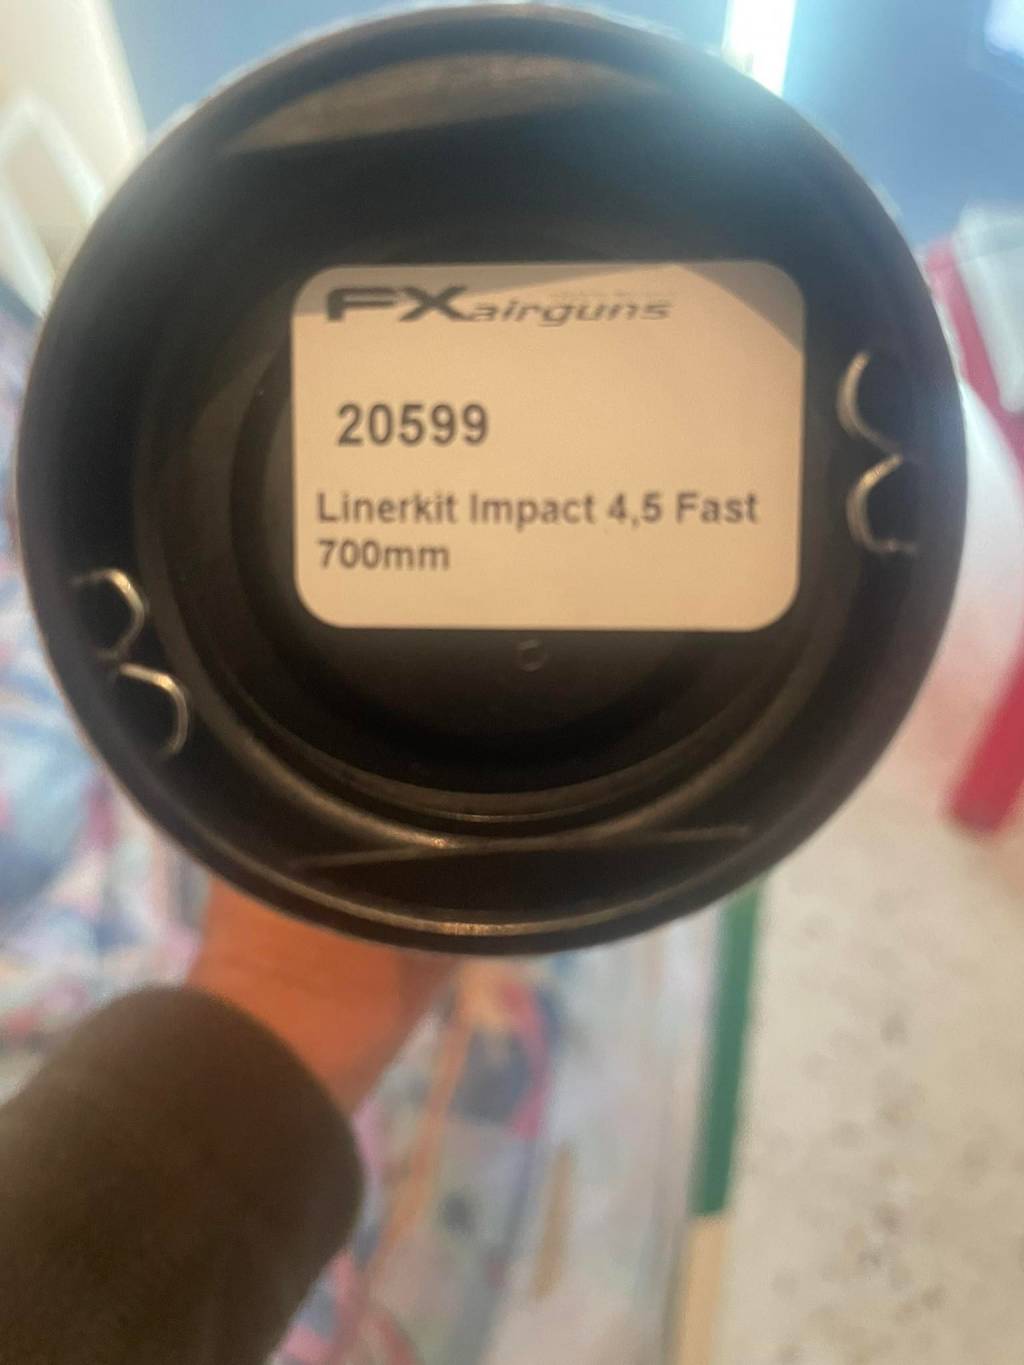 FXairguns
20599
Linerkit Impact 4,5 Fast
700mm